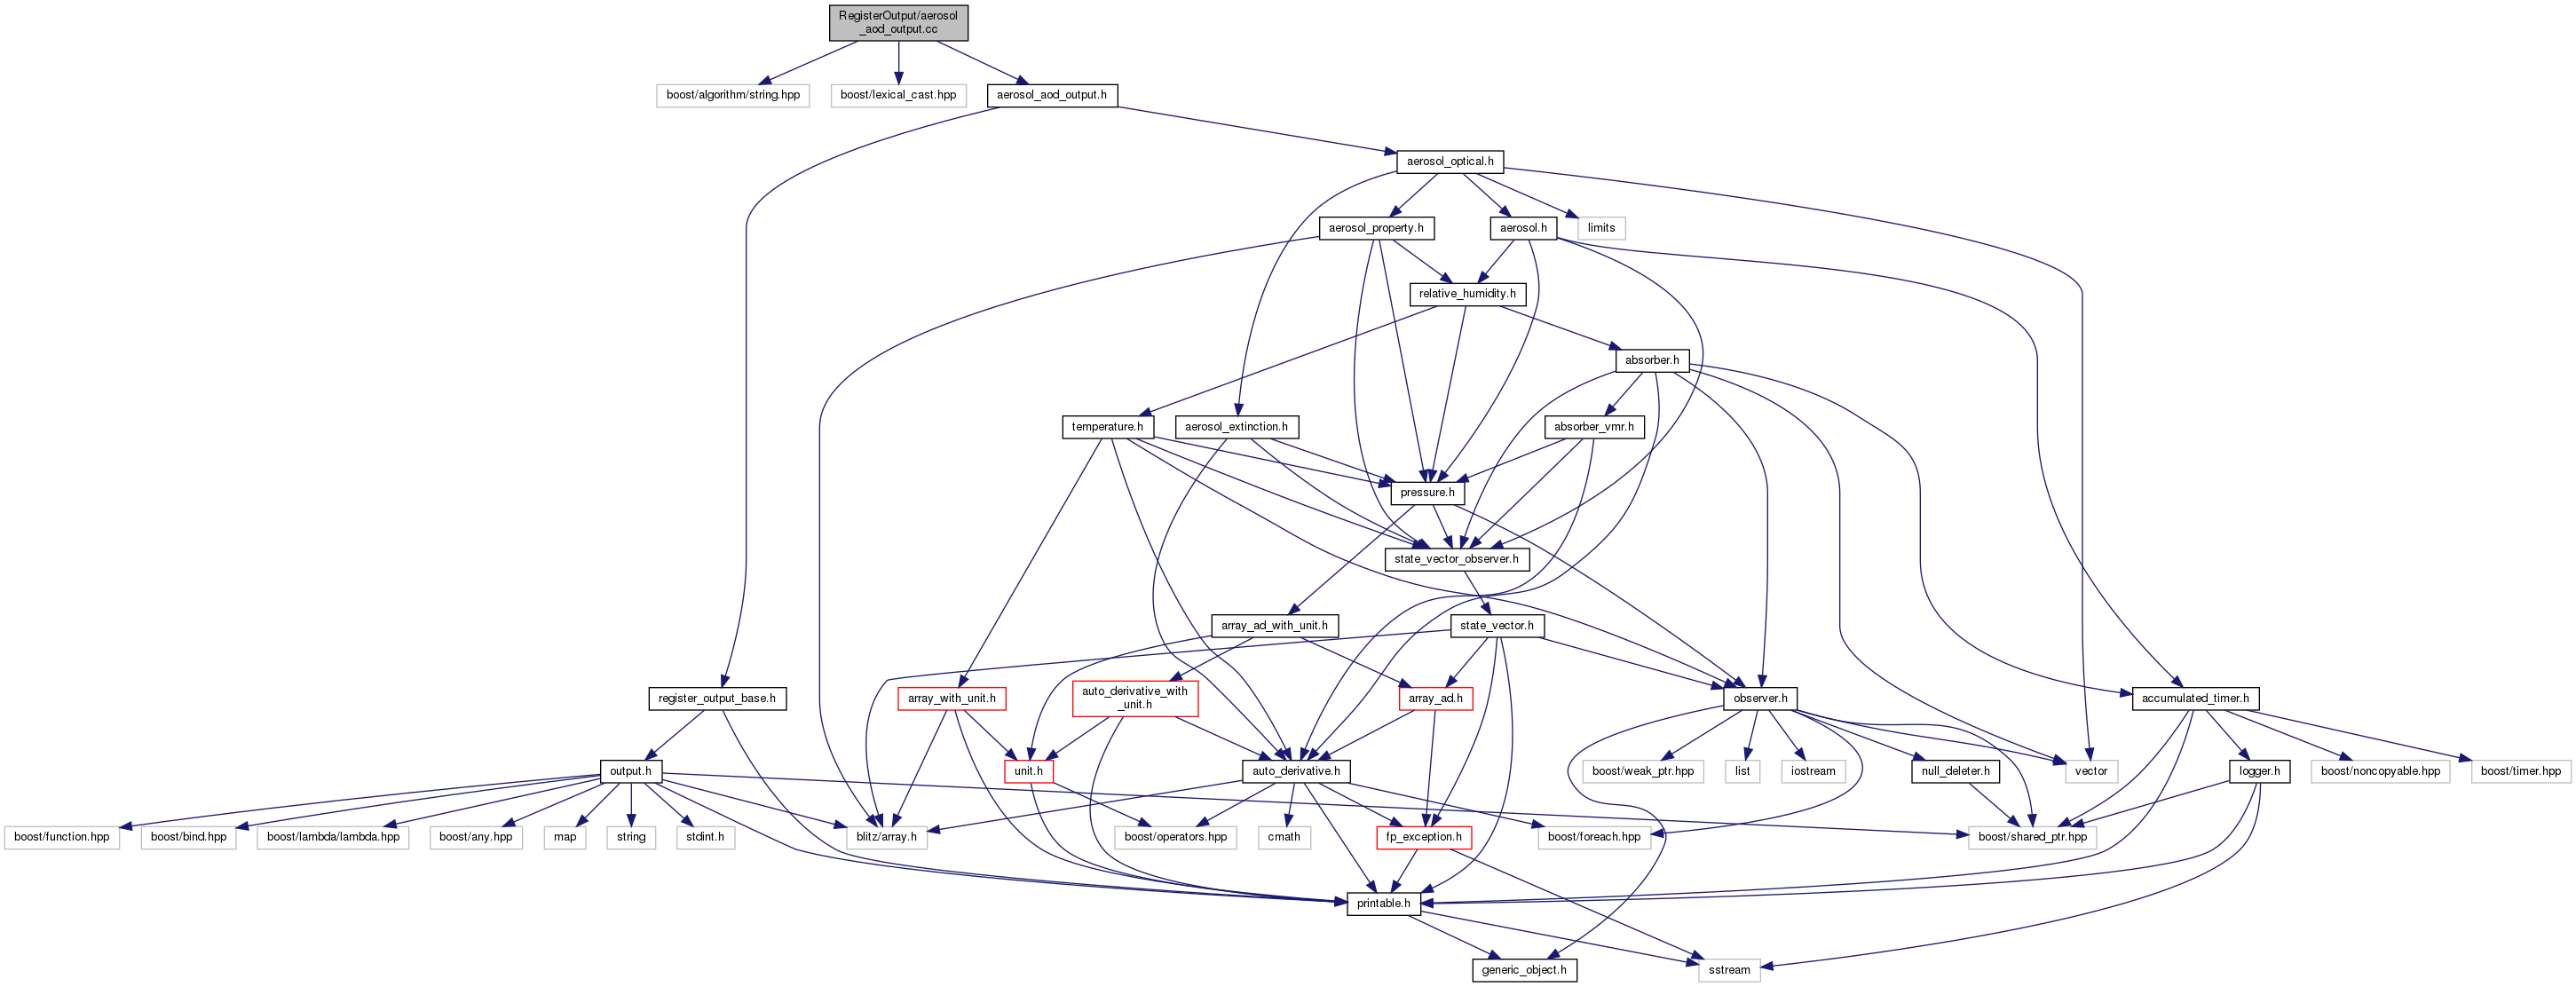 RegisterOutput/aerosol
_aod_output.cc
boost/algorithm/string.hpp
boost/lexical_cast.hpp
aerosol_aod_output.h
aerosol_optical.h
aerosol_property.h
aerosol.h
limits
relative_humidity.h
absorber.h
temperature.h
aerosol_extinction.h
absorber_vmr.h
pressure.h
state_vector_observer.h
array_ad_with_unit.h
state_vector.h
register_output_base.h
array_with_unit.h
auto_derivative_with
_unit.h
array_ad.h
observer.h
accumulated_timer.h
output.h
unit.h
auto_derivative.h
boost/weak_ptr.hpp
list
iostream
null_deleter.h
vector
logger.h
boost/noncopyable.hpp
boost/timer.hpp
boost/function.hpp
boost/bind.hpp
boost/lambda/lambda.hpp
boost/any.hpp
map
string
stdint.h
blitz/array.h
boost/operators.hpp
cmath
fp_exception.h
boost/foreach.hpp
boost/shared_ptr.hpp
printable.h
generic_object.h
sstream